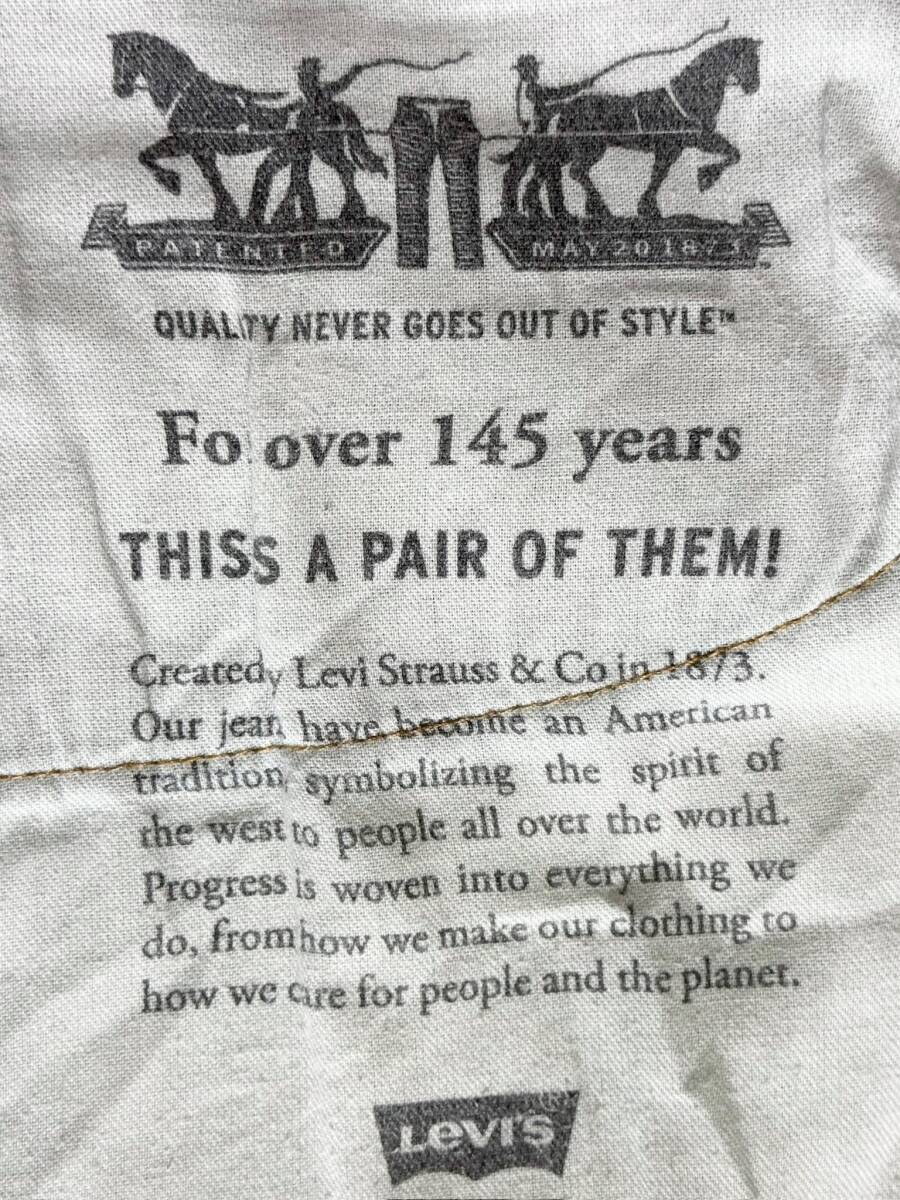 PATENTED MAY 20 1873
QUALITY NEVER GOES OUT OF STYLE™
Fo over 145 years
THISS A PAIR OF THEM!
Createdy Levi Strauss & Co in 1873.
Our jean have become an American
tradition, symbolizing the spirit of
the west to people all over the world.
Progress is woven into everything we
do, from how we make our clothing to
how we care for people and the planet.
Levi's